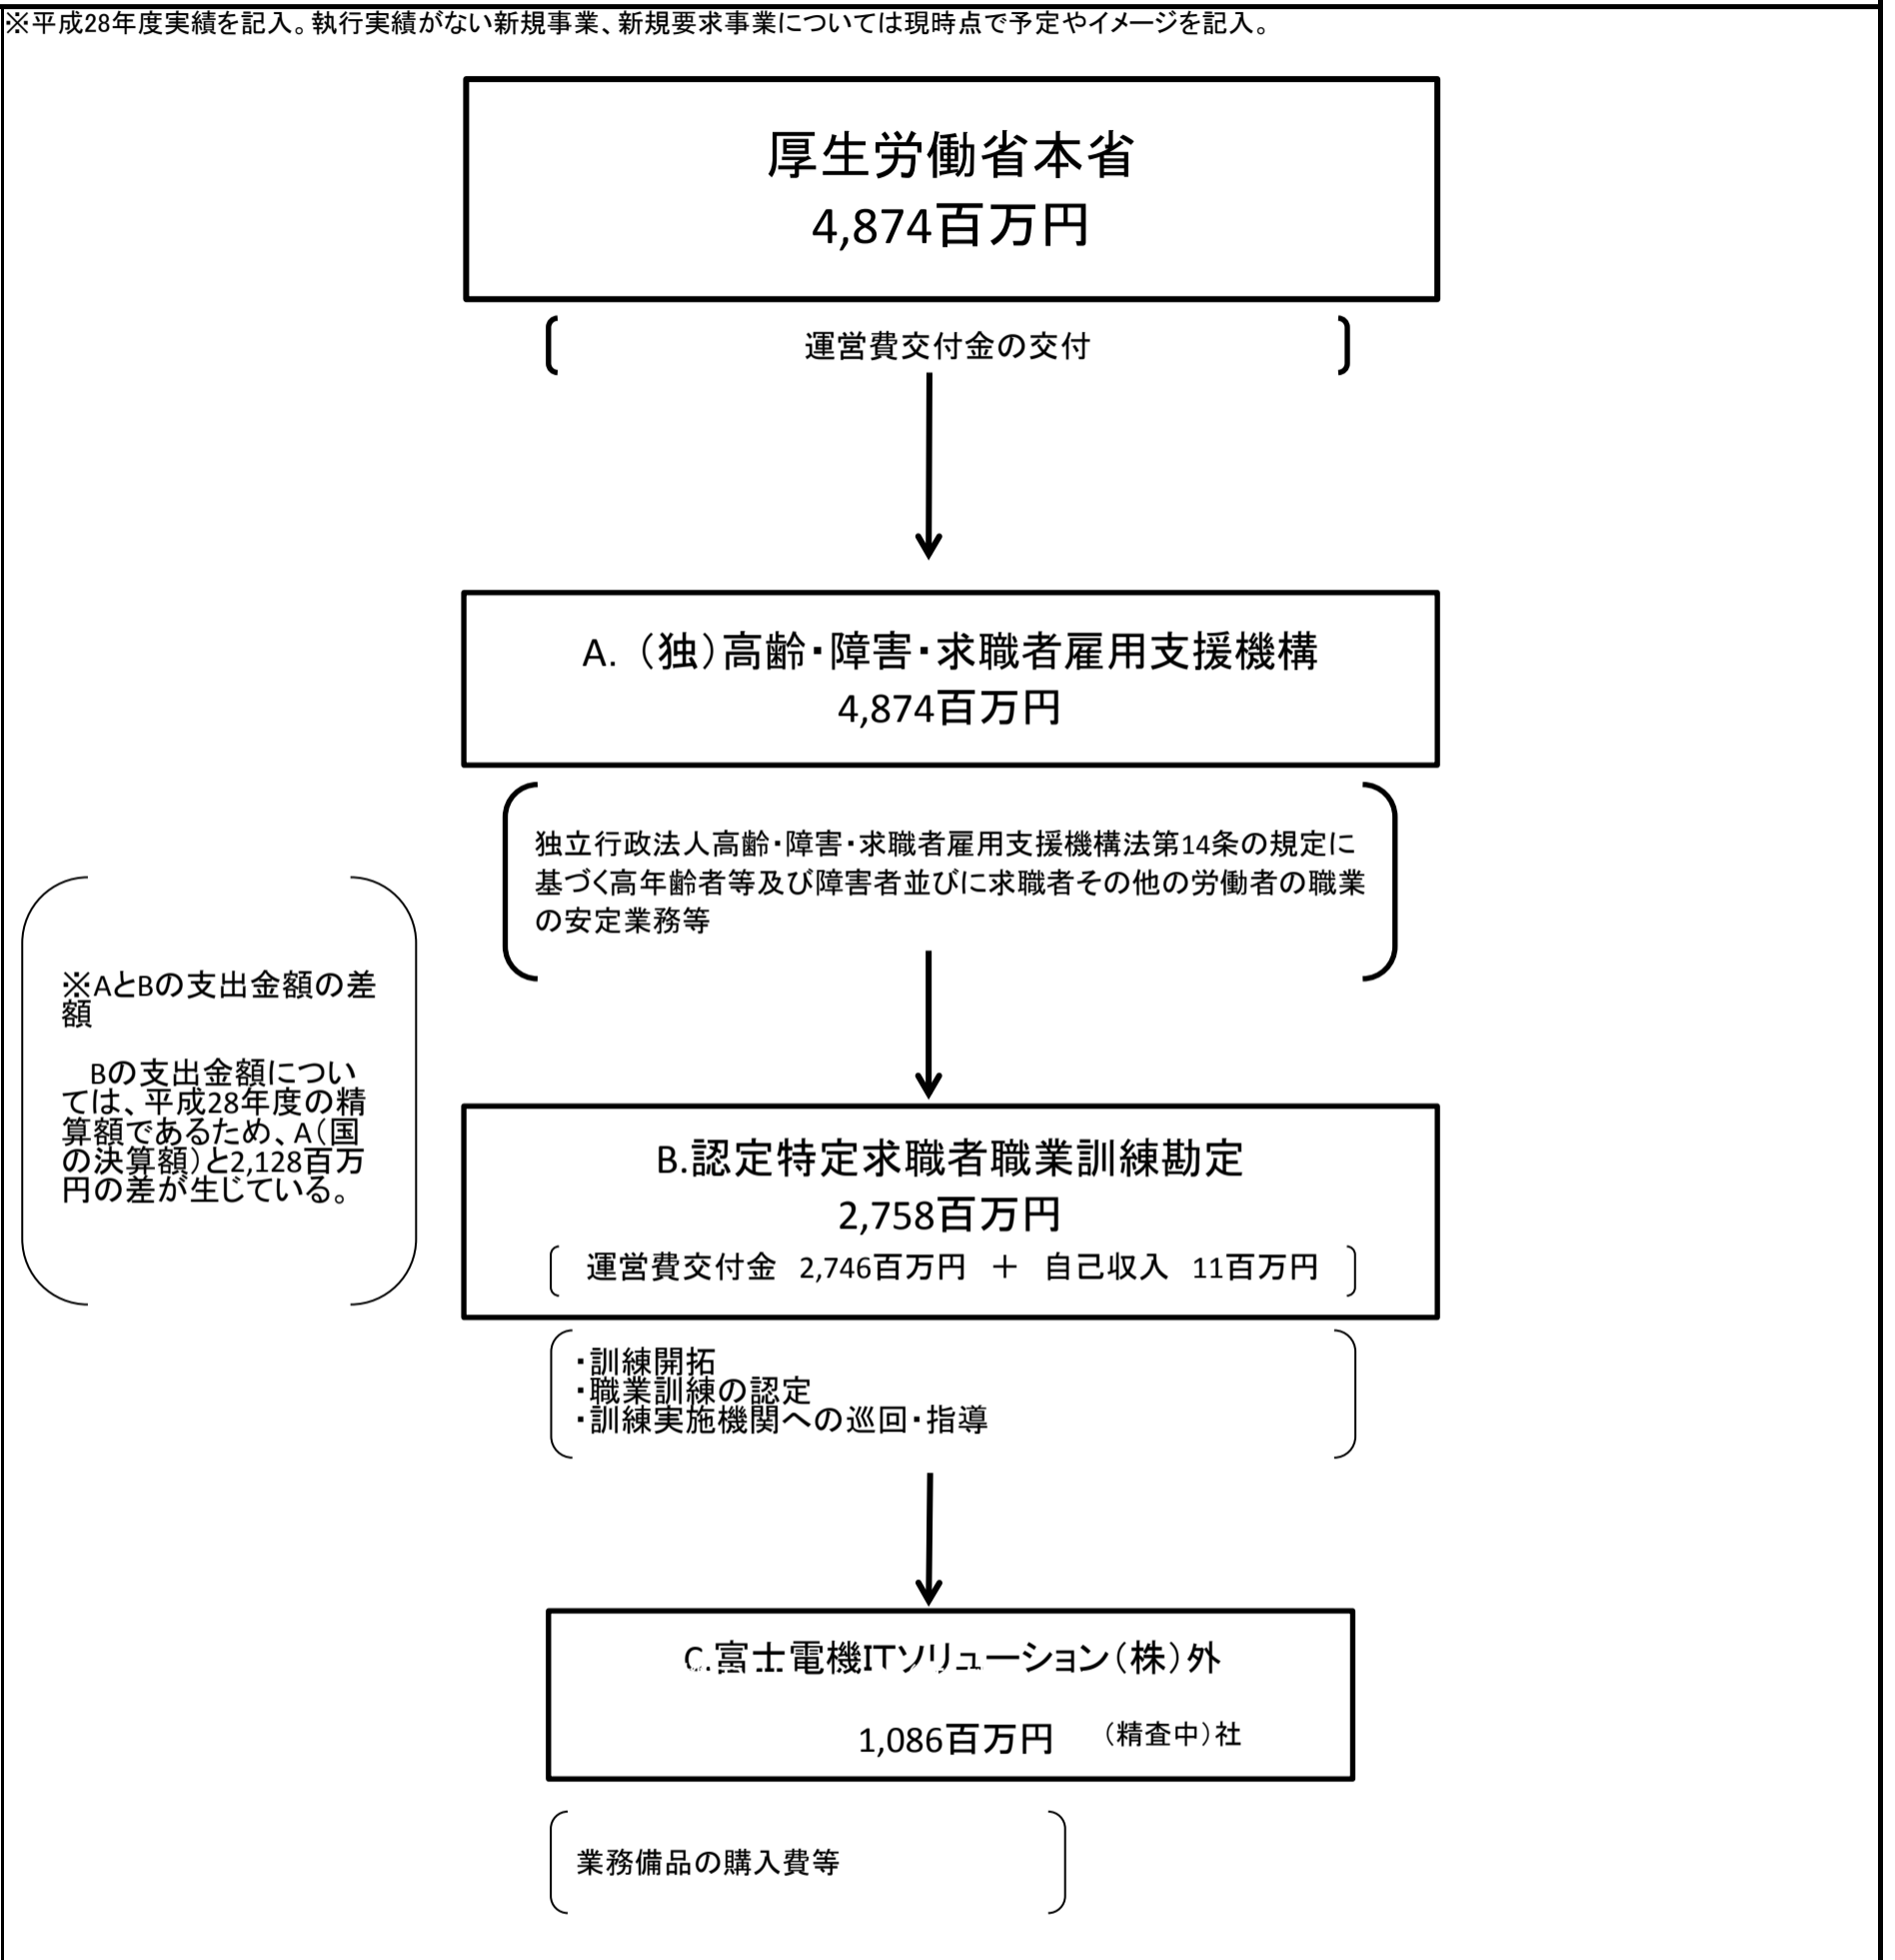 ※平成28年度実績を記入。執行実績がない新規事業、新規要求事業については現時点で予定やイメージを記入。
厚生労働省本省
4,874百万円
運営費交付金の交付
A.（独）高齢・障害・求職者雇用支援機構
4,874百万円
独立行政法人高齢・障害・求職者雇用支援機構法第14条の規定に
基づく高年齢者等及び障害者並びに求職者その他の労働者の職業
の安定業務等
※AとBの支出金額の差
額
Bの支出金額につい
ては、平成28年度の精
算額であるため、A（国
の決算額）と2,128百万
円の差が生じている。
B.認定特定求職者職業訓練勘定
2,758百万円
運営費交付金 2,746百万円 ＋ 自己収入 11百万円
・訓練開拓
・職業訓練の認定
・訓練実施機関への巡回・指導
C.富士電機ITソリューション（株）外
1,086百万円 （精査中）社
業務備品の購入費等